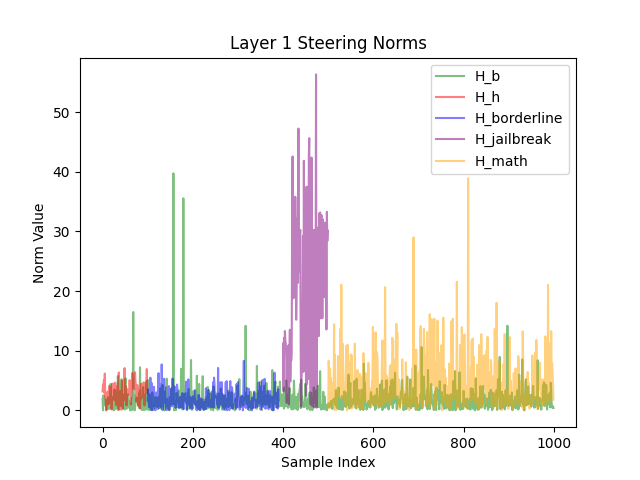 Layer 1 Steering Norms
H_b
H_h
H_borderline
H_jailbreak
H_math
Norm Value
50
40
30
20
10
0
0 200 400 600 800 1000
Sample Index